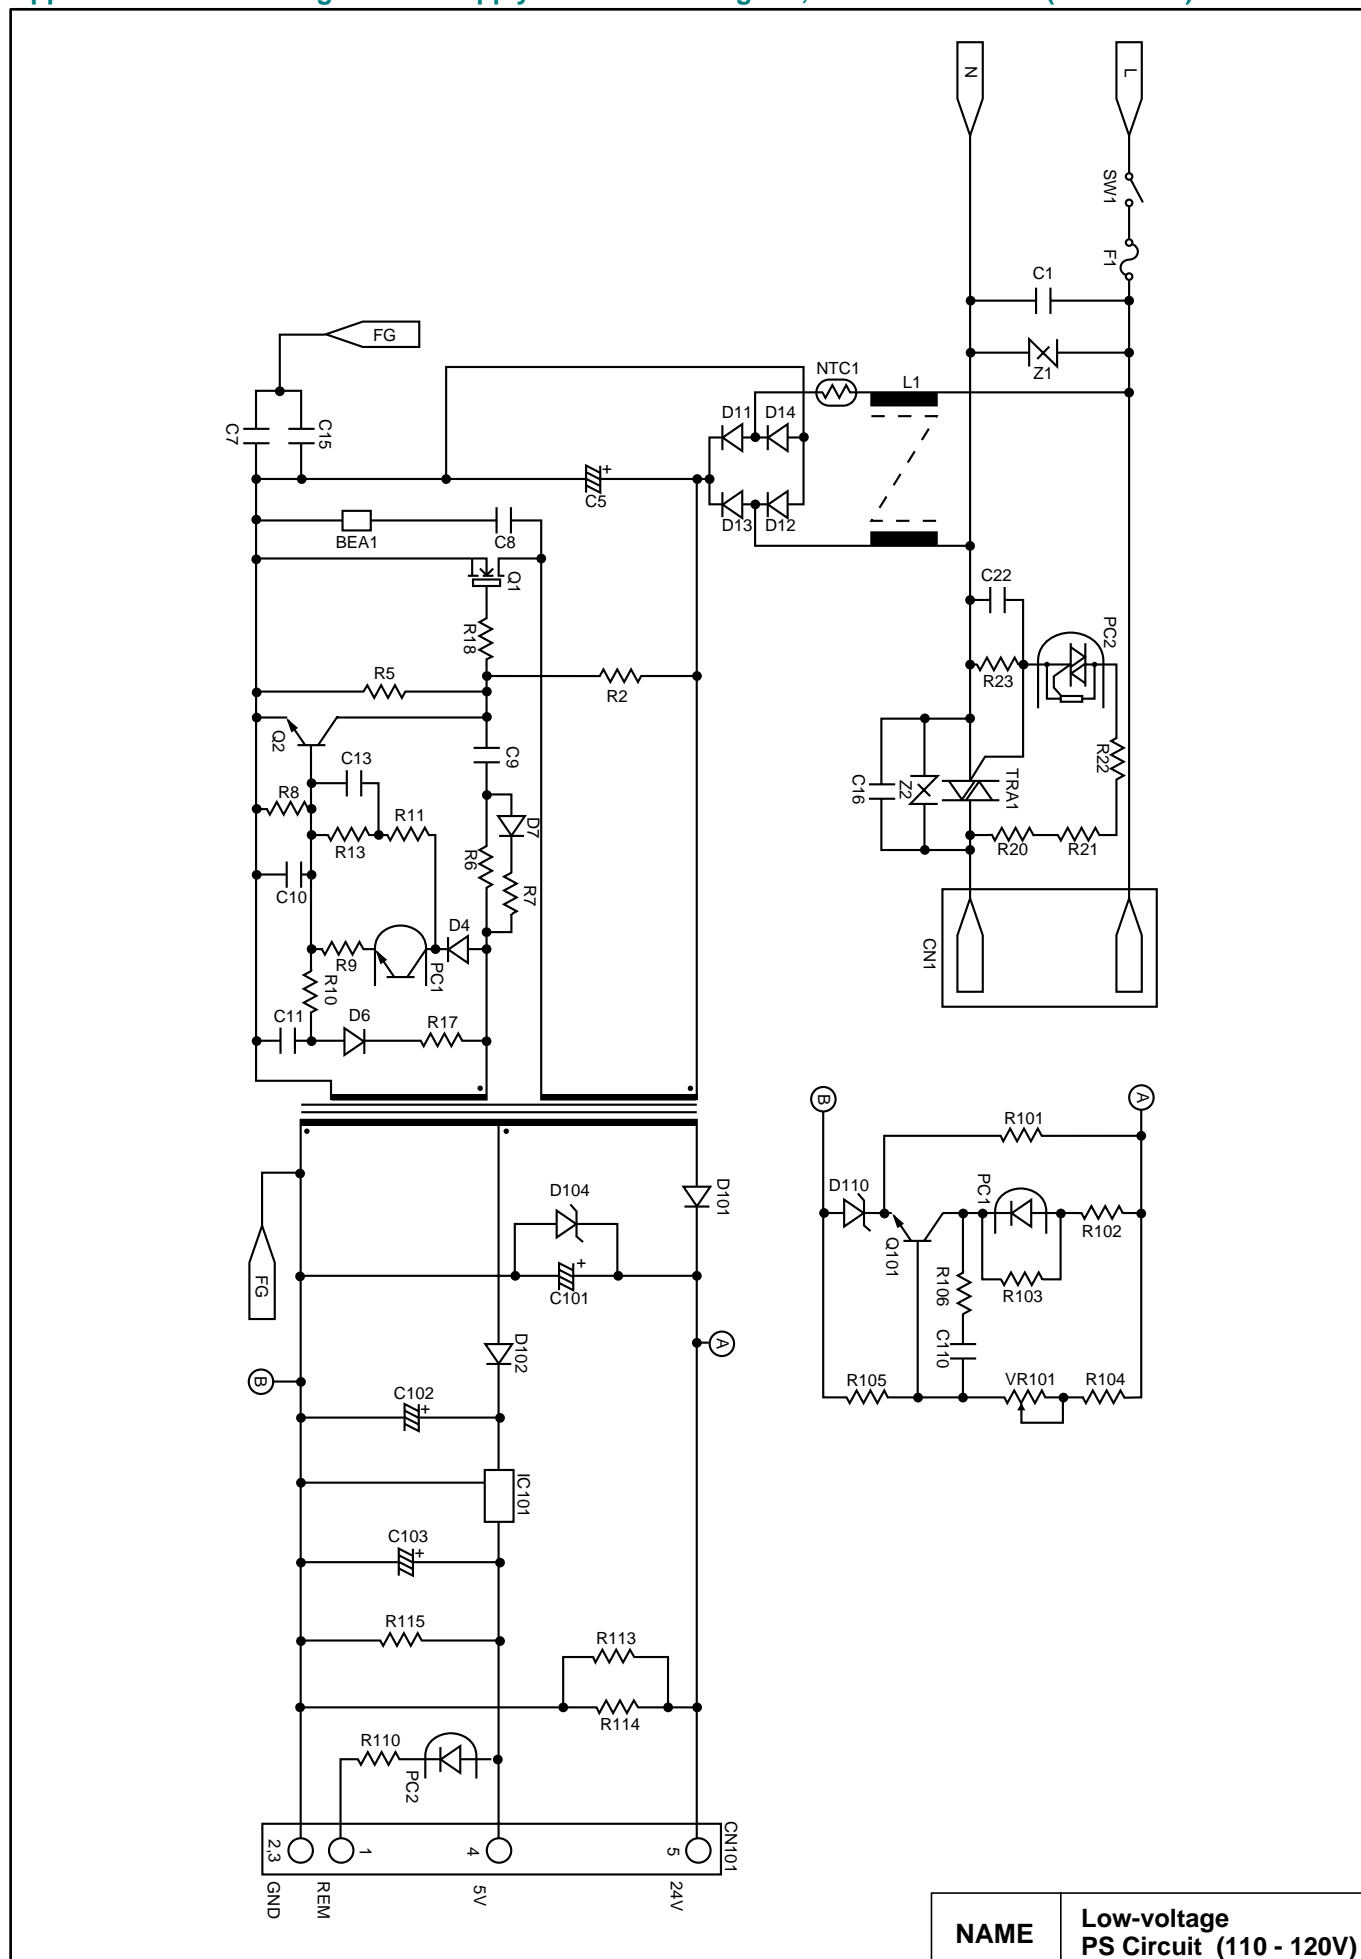 N
L
SW1
F1
C1
Z1
FG
NTC1
L1
C7
C15
D11
D14
C5
D13
D12
BEA1
C8
Q1
C22
PC2
R18
R23
R5
R2
R22
Q2
C9
C13
C16
Z2
TRA1
R8
R11
D7
R13
R6
R20
R21
C10
R7
D4
R9
PC1
CN1
R10
C11
D6
R17
B
A
R101
D110
PC1
D104
D101
R102
Q101
R106
R103
FG
C101
D102
A
C110
B
R105
VR101
R104
C102
IC101
C103
R115
R113
R114
R110
PC2
CN101
2,3
1
4
5
GND
REM
5V
24V
NAME
Low-voltage
PS Circuit (110 - 120V)